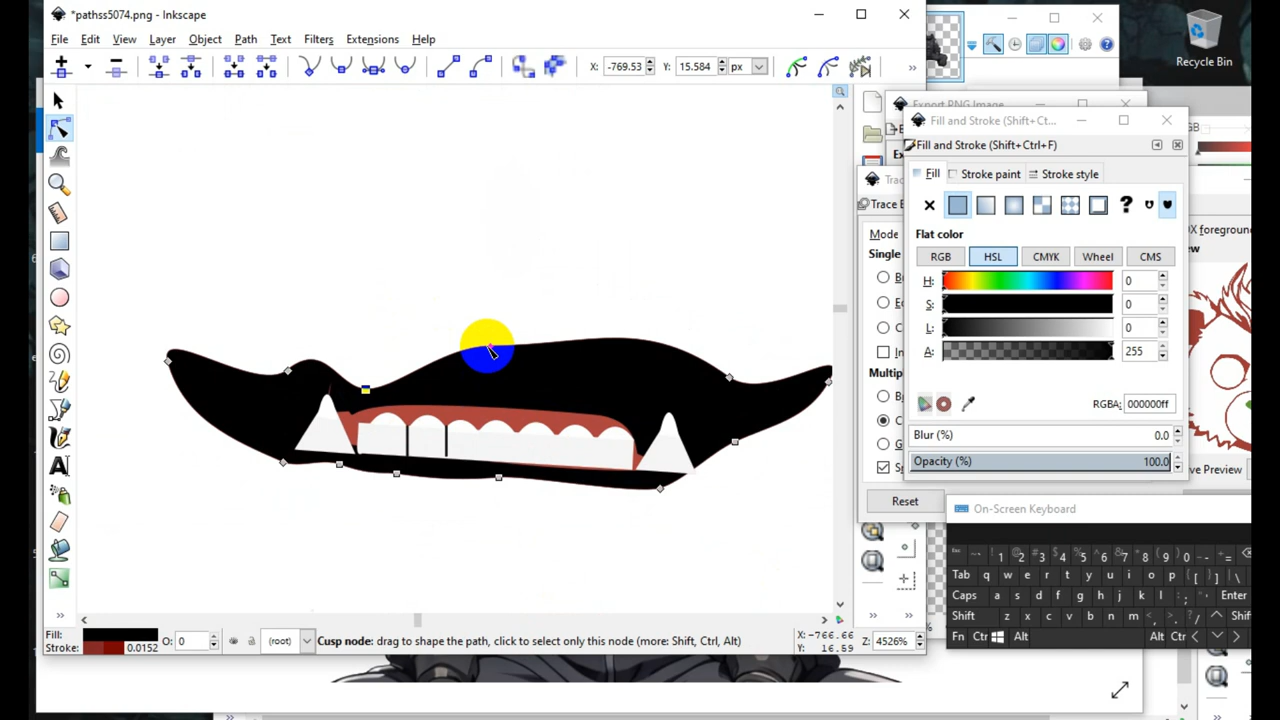 *pathss5074.png - Inkscape
File Edit View Layer Object Path Text Filters Extensions Help
X: -769.53 Y: 15.584 px
Recycle Bin
Export PNG Image
Fill and Stroke (Shift+Ct...
Fill and Stroke (Shift+Ctrl+F)
Fill Stroke paint Stroke style
Flat color
RGB HSL CMYK Wheel CMS
H: 0
S: 0
L: 0
A: 255
RGBA: 000000ff
Blur (%) 0.0
Opacity (%) 100.0
Trace B
Mode
Single
Multip
Reset
ve Preview
On-Screen Keyboard
Tab q w e r t y u i o p [ ] \
Caps a s d f g h j k l ; ' Enter
Shift z x c v b n m , . / Shif
Fn Ctr Alt Alt Ctr
Fill:
Stroke: 0.0152
O: 0
(root)
Cusp node: drag to shape the path, click to select only this node (more: Shift, Ctrl, Alt)
X: -766.66
Y: 16.59
Z: 4526%